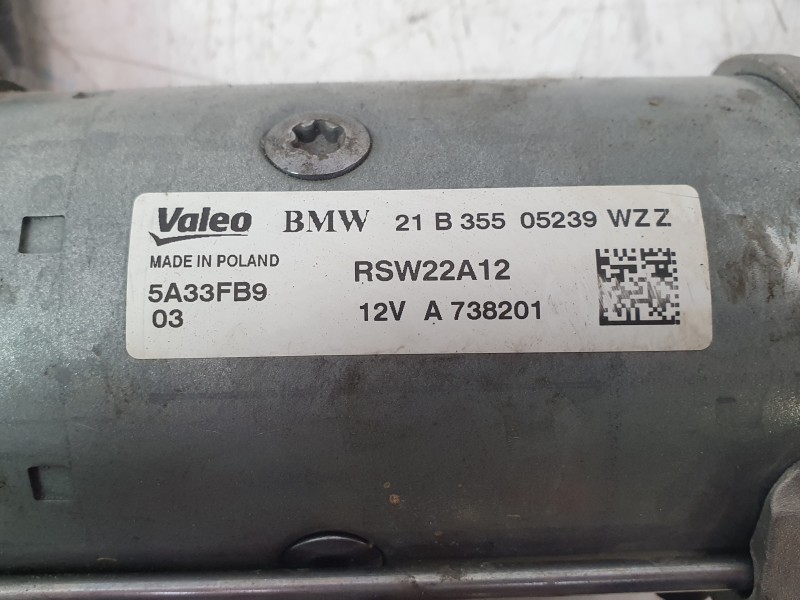 Valeo BMW 21 B 355 05239 WZZ
MADE IN POLAND RSW22A12
5A33FB9
03 12V A 738201